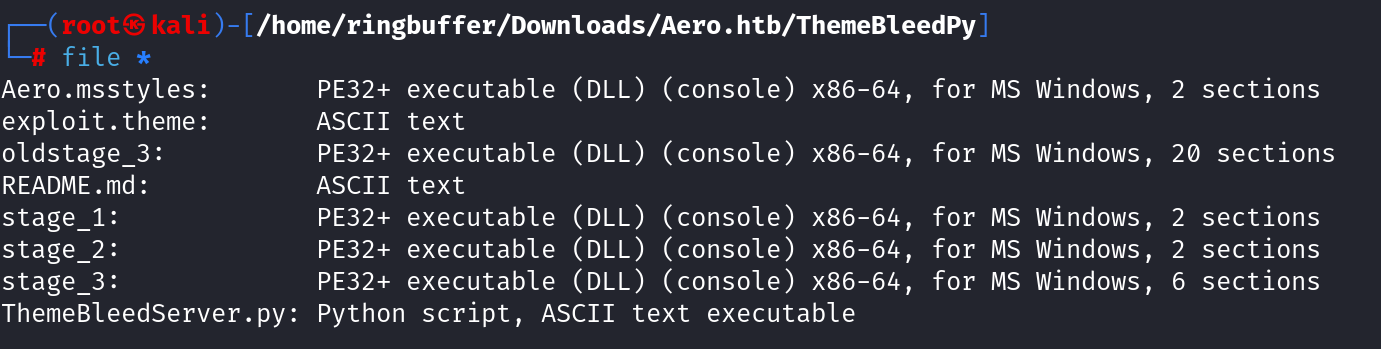 ┌──(root㉿kali)-[/home/ringbuffer/Downloads/Aero.htb/ThemeBleedPy]
└─# file *
Aero.msstyles:       PE32+ executable (DLL) (console) x86-64, for MS Windows, 2 sections
exploit.theme:       ASCII text
oldstage_3:          PE32+ executable (DLL) (console) x86-64, for MS Windows, 20 sections
README.md:           ASCII text
stage_1:             PE32+ executable (DLL) (console) x86-64, for MS Windows, 2 sections
stage_2:             PE32+ executable (DLL) (console) x86-64, for MS Windows, 2 sections
stage_3:             PE32+ executable (DLL) (console) x86-64, for MS Windows, 6 sections
ThemeBleedServer.py: Python script, ASCII text executable